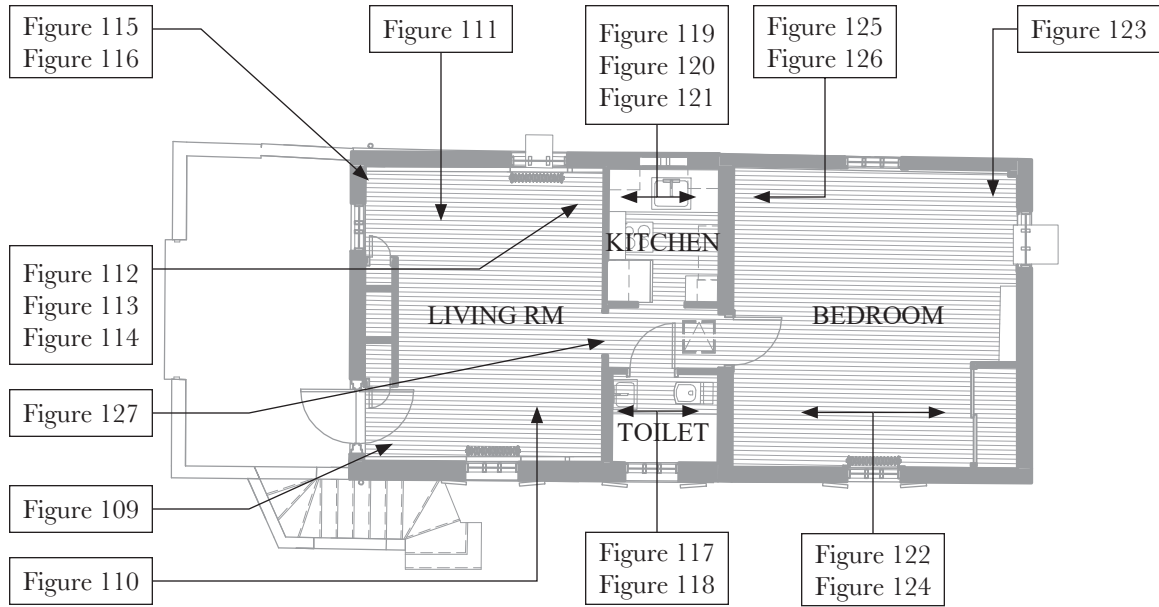 Figure 115
Figure 116
Figure 111
Figure 119
Figure 120
Figure 121
Figure 125
Figure 126
Figure 123
KITCHEN
Figure 112
Figure 113
Figure 114
LIVING RM
BEDROOM
Figure 127
TOILET
Figure 109
Figure 110
Figure 117
Figure 118
Figure 122
Figure 124